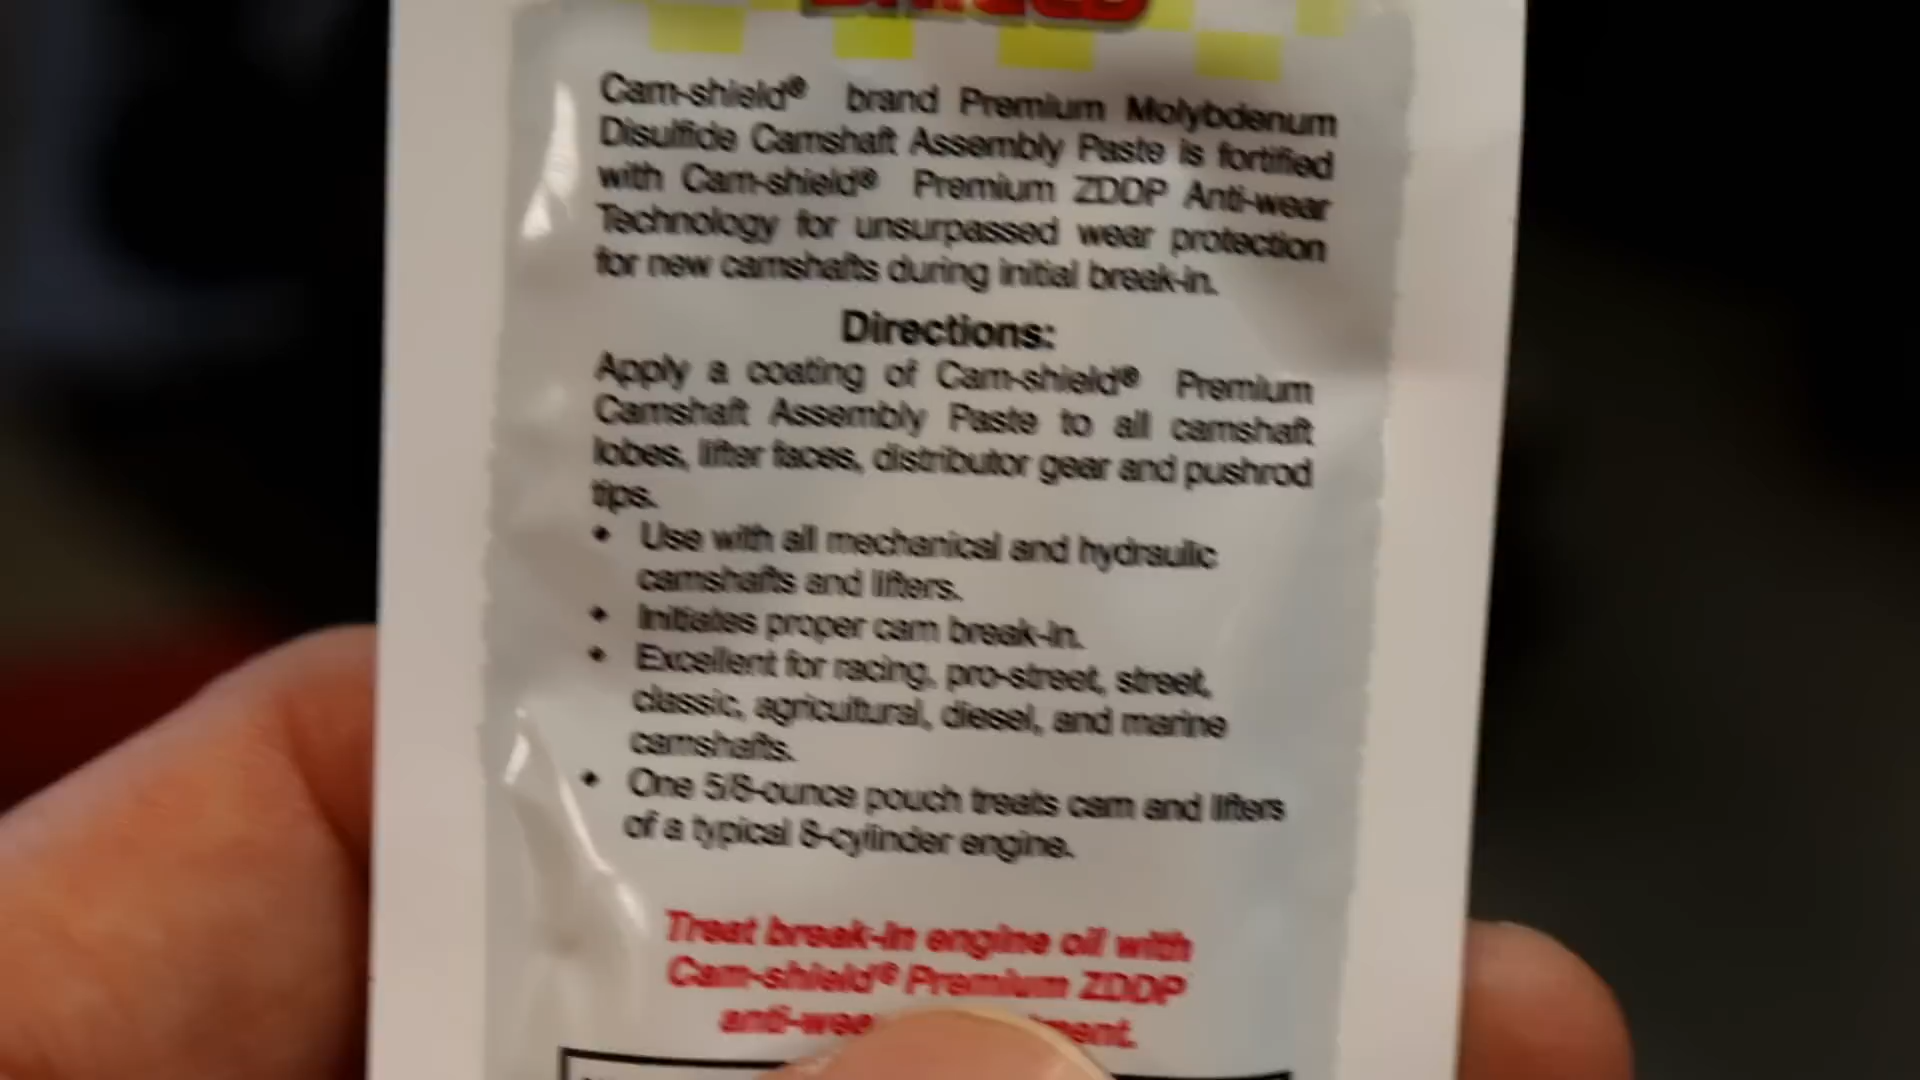 Cam-shield® brand Premium Molybdenum
Disulfide Camshaft Assembly Paste is fortified
with Cam-shield® Premium ZDDP Anti-wear
Technology for unsurpassed wear protection
for new camshafts during initial break-in.
Directions:
Apply a coating of Cam-shield® Premium
Camshaft Assembly Paste to all camshaft
lobes, lifter faces, distributor gear and pushrod
tips.
• Use with all mechanical and hydraulic
camshafts and lifters.
• Initiates proper cam break-in.
• Excellent for racing, pro-street, street,
classic, agricultural, diesel, and marine
camshafts.
• One 5/8-ounce pouch treats cam and lifters
of a typical 8-cylinder engine.
Treat break-in engine oil with
Cam-shield® Premium ZDDP